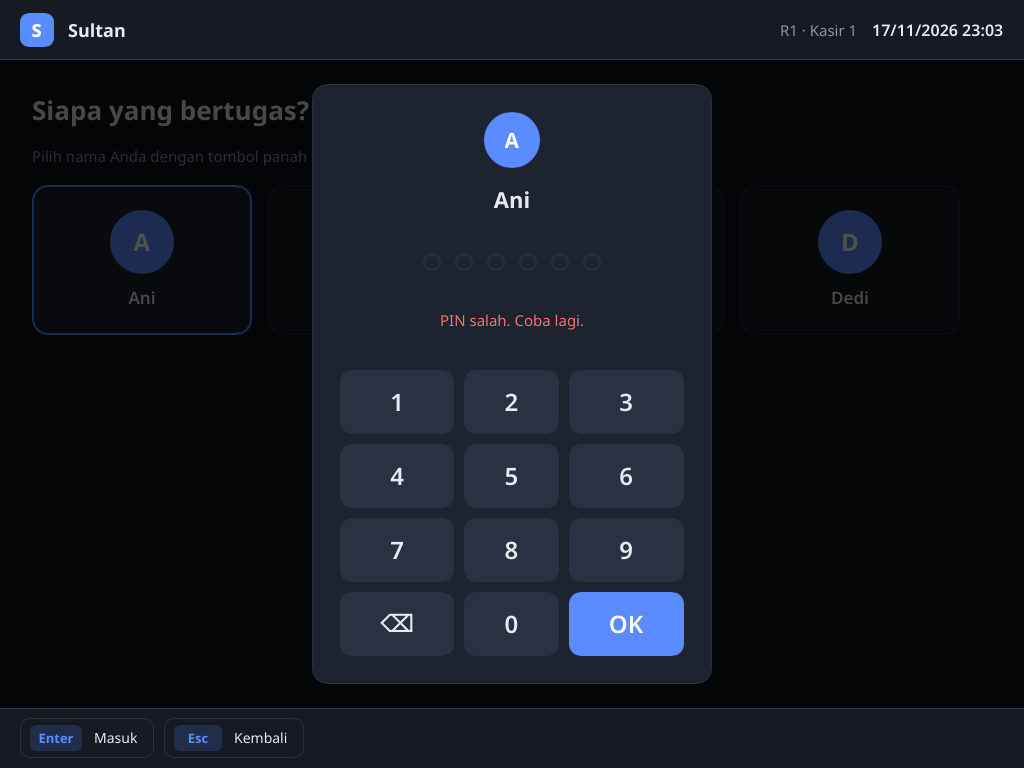 S Sultan R1 · Kasir 1 17/11/2026 23:03
Siapa yang bertugas?
Pilih nama Anda dengan tombol panah
A
Ani
D
Dedi
A
Ani
PIN salah. Coba lagi.
1 2 3
4 5 6
7 8 9
⌫ 0 OK
Enter Masuk Esc Kembali